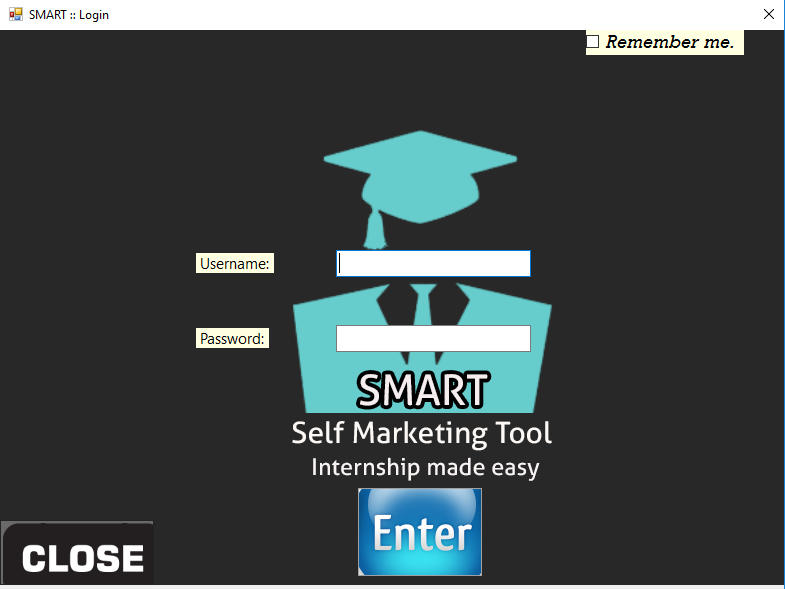 SMART :: Login
Remember me.
Username:
Password:
SMART
Self Marketing Tool
Internship made easy
Enter
CLOSE